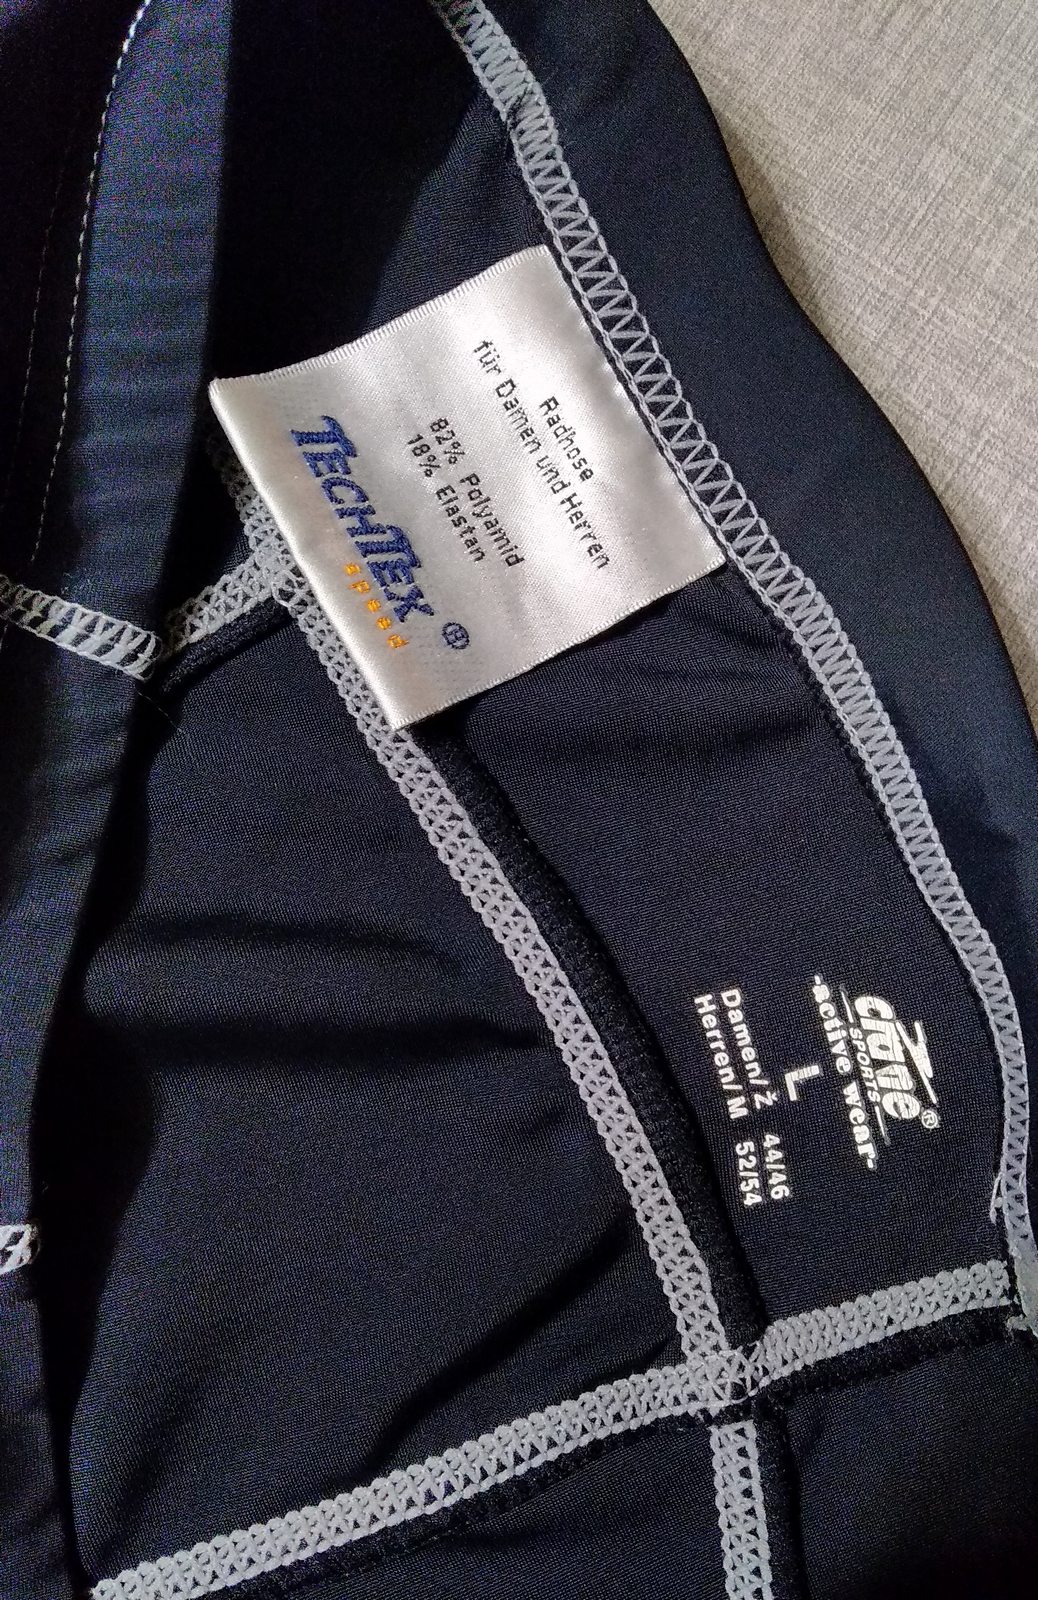 Radhose
für Damen und Herren
82% Polyamid
18% Elastan
TECHTEX®
speed
crane®
SPORTS
-active wear-
L
Damen/Ž 44/46
Herren/M 52/54